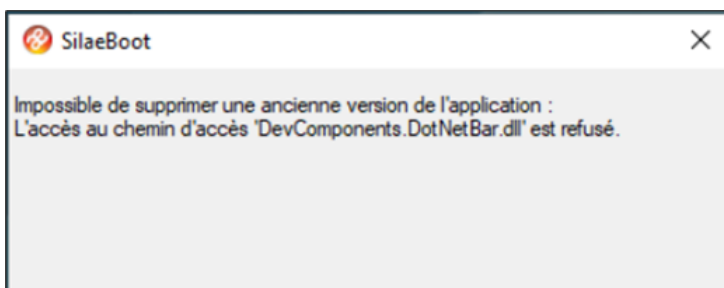 SilaeBoot
Impossible de supprimer une ancienne version de l'application :
L'accès au chemin d'accès 'DevComponents.DotNetBar.dll' est refusé.